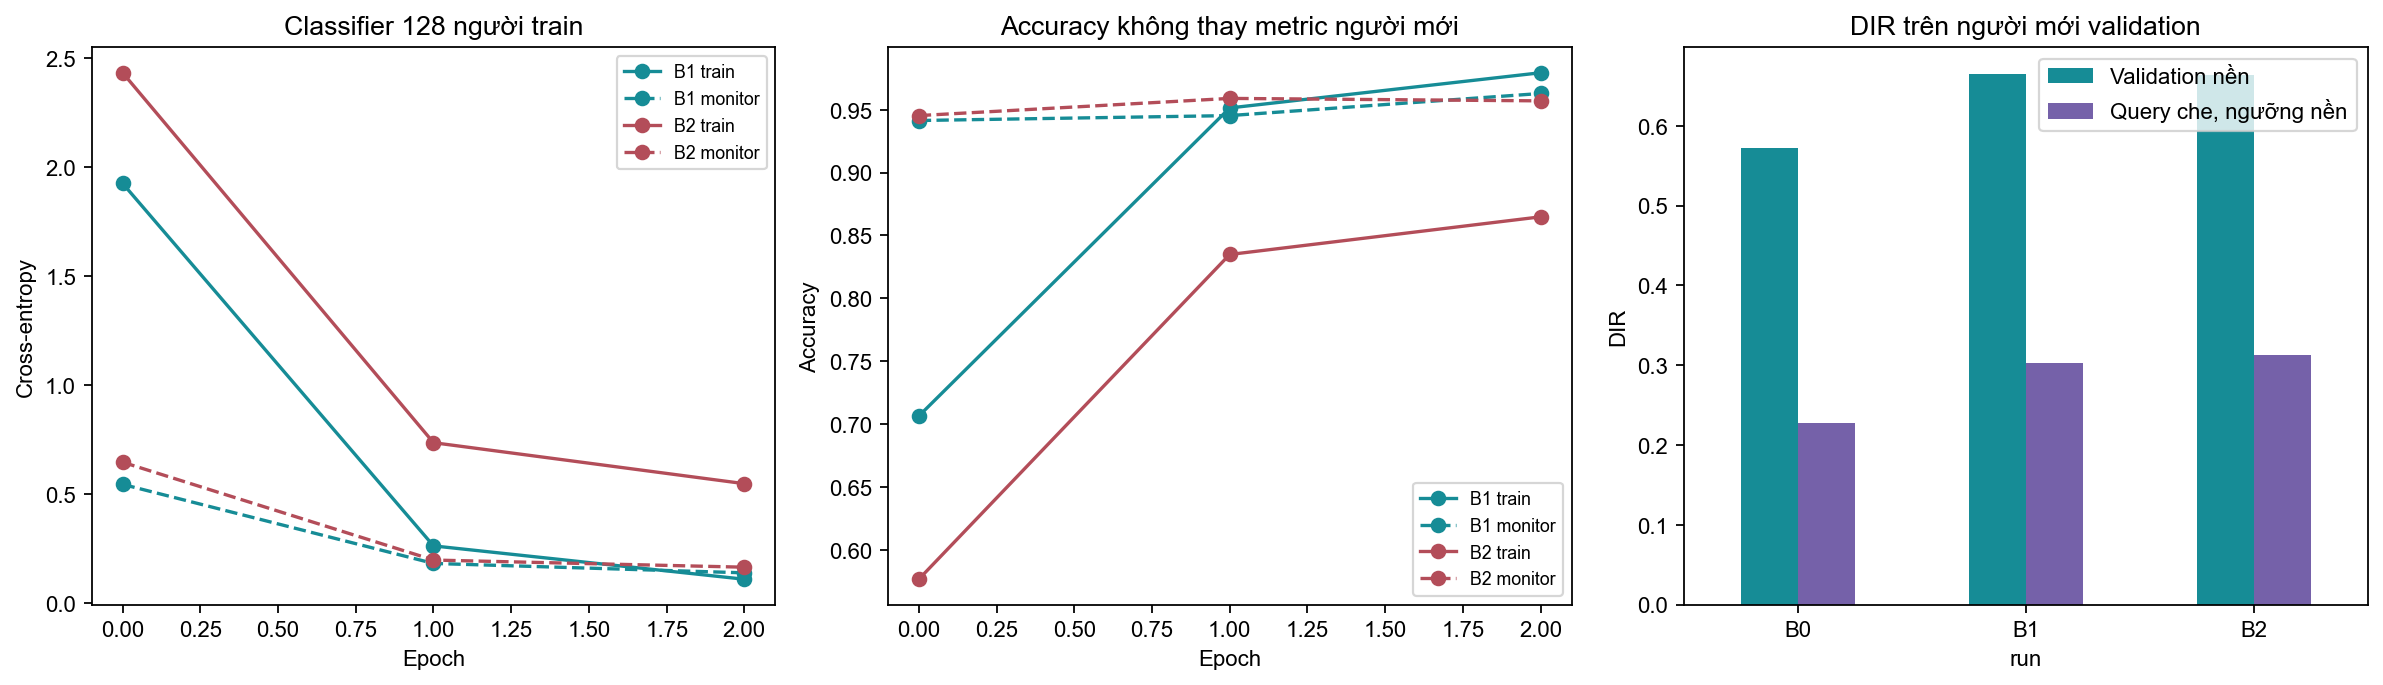 Classifier 128 người train
2.5
2.0
1.5
1.0
0.5
0.0
Cross-entropy
0.00 0.25 0.50 0.75 1.00 1.25 1.50 1.75 2.00
Epoch
B1 train
B1 monitor
B2 train
B2 monitor
Accuracy không thay metric người mới
0.95
0.90
0.85
0.80
0.75
0.70
0.65
0.60
Accuracy
0.00 0.25 0.50 0.75 1.00 1.25 1.50 1.75 2.00
Epoch
B1 train
B1 monitor
B2 train
B2 monitor
DIR trên người mới validation
0.6
0.5
0.4
0.3
0.2
0.1
0.0
DIR
B0 B1 B2
run
Validation nền
Query che, ngưỡng nền